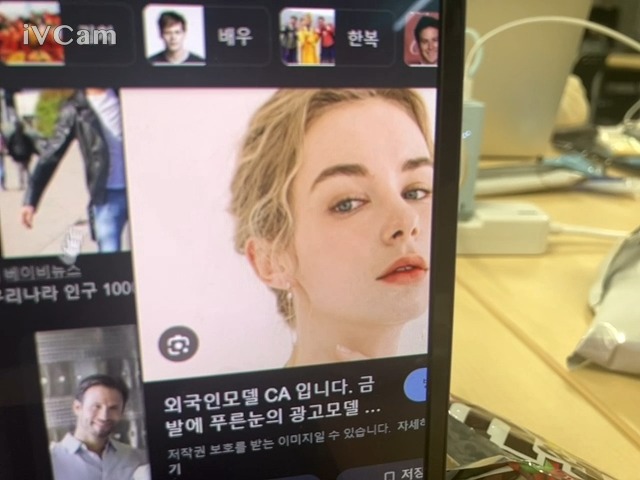 iVCam
배우
한복
베이비뉴스
리나라 인구 100
외국인모델 CA 입니다. 금
발에 푸른눈의 광고모델 ...
저작권 보호를 받는 이미지일 수 있습니다. 자세히
기
저장